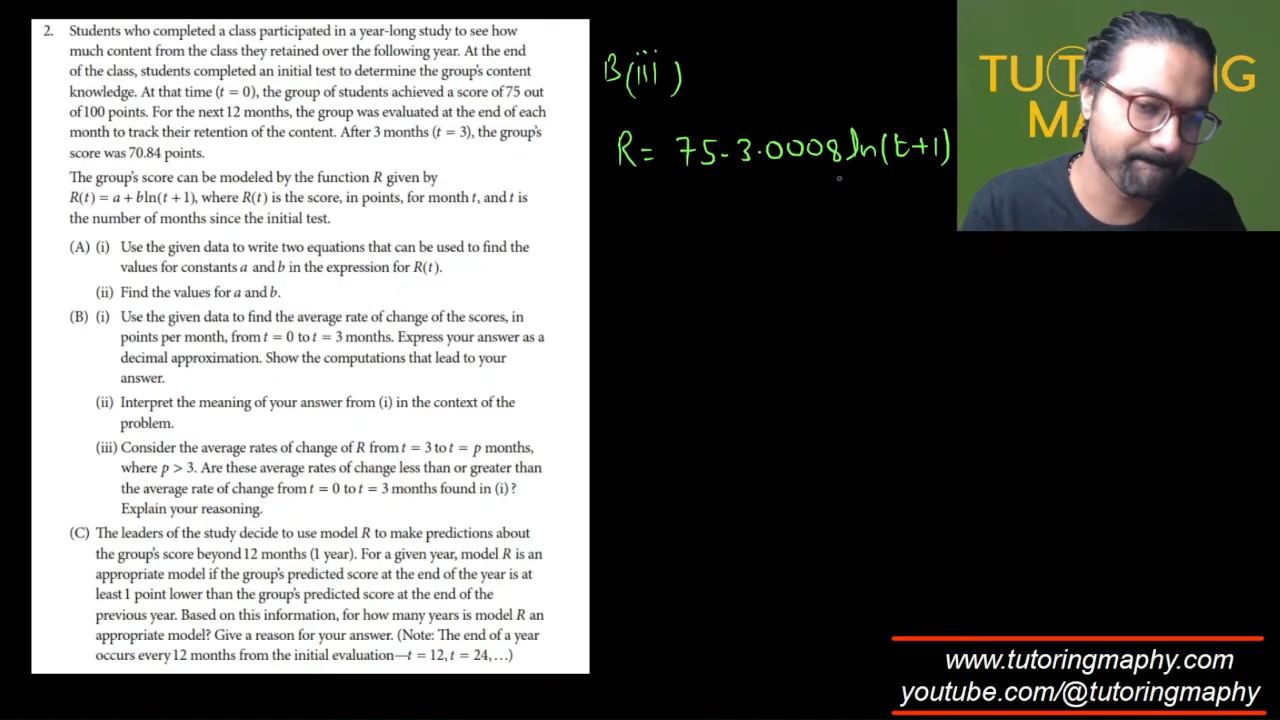 2. Students who completed a class participated in a year-long study to see how
much content from the class they retained over the following year. At the end
of the class, students completed an initial test to determine the group's content
knowledge. At that time (t = 0), the group of students achieved a score of 75 out
of 100 points. For the next 12 months, the group was evaluated at the end of each
month to track their retention of the content. After 3 months (t = 3), the group's
score was 70.84 points.
The group's score can be modeled by the function R given by
R(t) = a + bln(t + 1), where R(t) is the score, in points, for month t, and t is
the number of months since the initial test.
(A) (i) Use the given data to write two equations that can be used to find the
values for constants a and b in the expression for R(t).
(ii) Find the values for a and b.
(B) (i) Use the given data to find the average rate of change of the scores, in
points per month, from t = 0 to t = 3 months. Express your answer as a
decimal approximation. Show the computations that lead to your
answer.
(ii) Interpret the meaning of your answer from (i) in the context of the
problem.
(iii) Consider the average rates of change of R from t = 3 to t = p months,
where p > 3. Are these average rates of change less than or greater than
the average rate of change from t = 0 to t = 3 months found in (i)?
Explain your reasoning.
(C) The leaders of the study decide to use model R to make predictions about
the group's score beyond 12 months (1 year). For a given year, model R is an
appropriate model if the group's predicted score at the end of the year is at
least 1 point lower than the group's predicted score at the end of the
previous year. Based on this information, for how many years is model R an
appropriate model? Give a reason for your answer. (Note: The end of a year
occurs every 12 months from the initial evaluation—t = 12, t = 24, …)
B(iii)
R= 75-3.0008ln(t+1)
www.tutoringmaphy.com
youtube.com/@tutoringmaphy